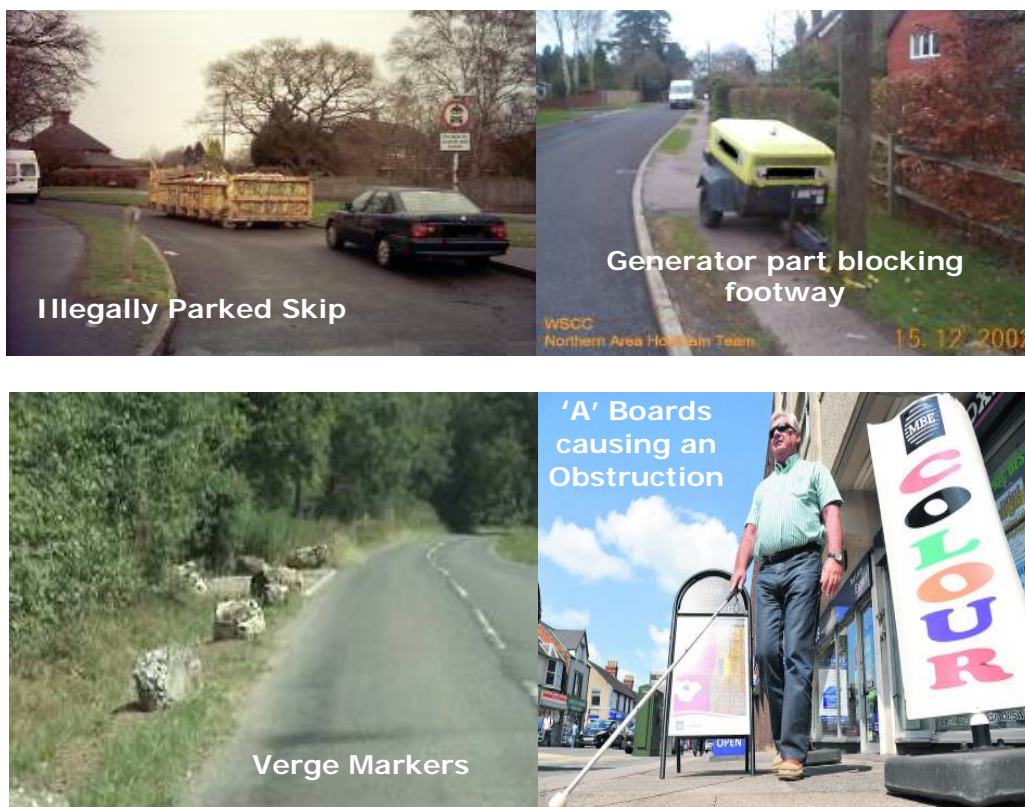 Illegally Parked Skip
Generator part blocking
footway
WSCC
Northern Area Highways Team
15. 12. 2002
'A' Boards
causing an
Obstruction
MBE
COLOUR
OPEN
Verge Markers